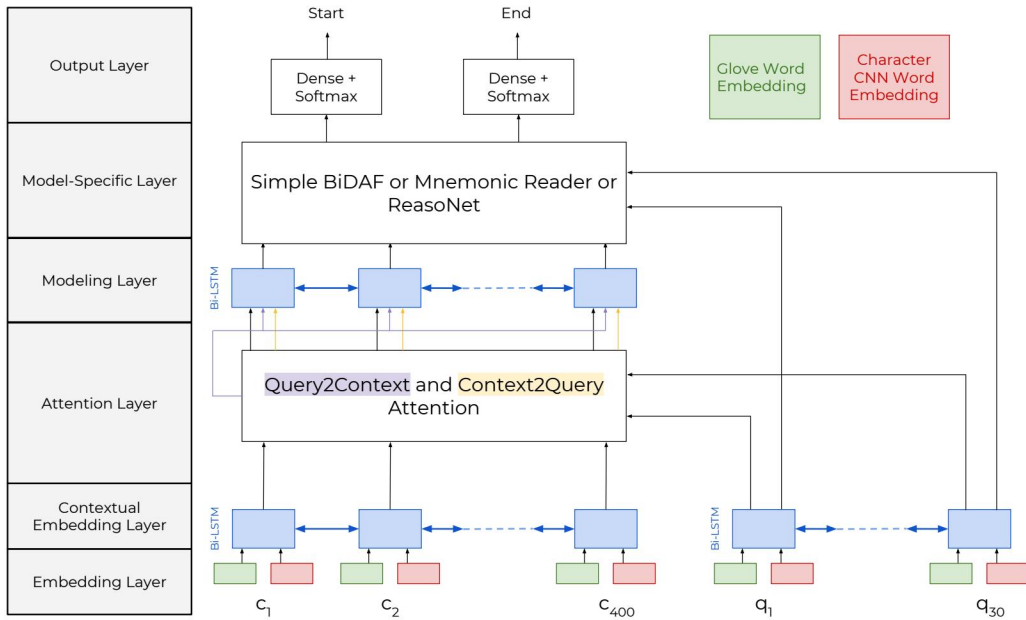 Start
End
Output Layer
Dense +
Softmax
Dense +
Softmax
Glove Word
Embedding
Character
CNN Word
Embedding
Model-Specific Layer
Simple BiDAF or Mnemonic Reader or
ReasoNet
Modeling Layer
Bi-LSTM
Attention Layer
Query2Context and Context2Query
Attention
Contextual
Embedding Layer
Bi-LSTM
Bi-LSTM
Embedding Layer
c1
c2
c400
q1
q30